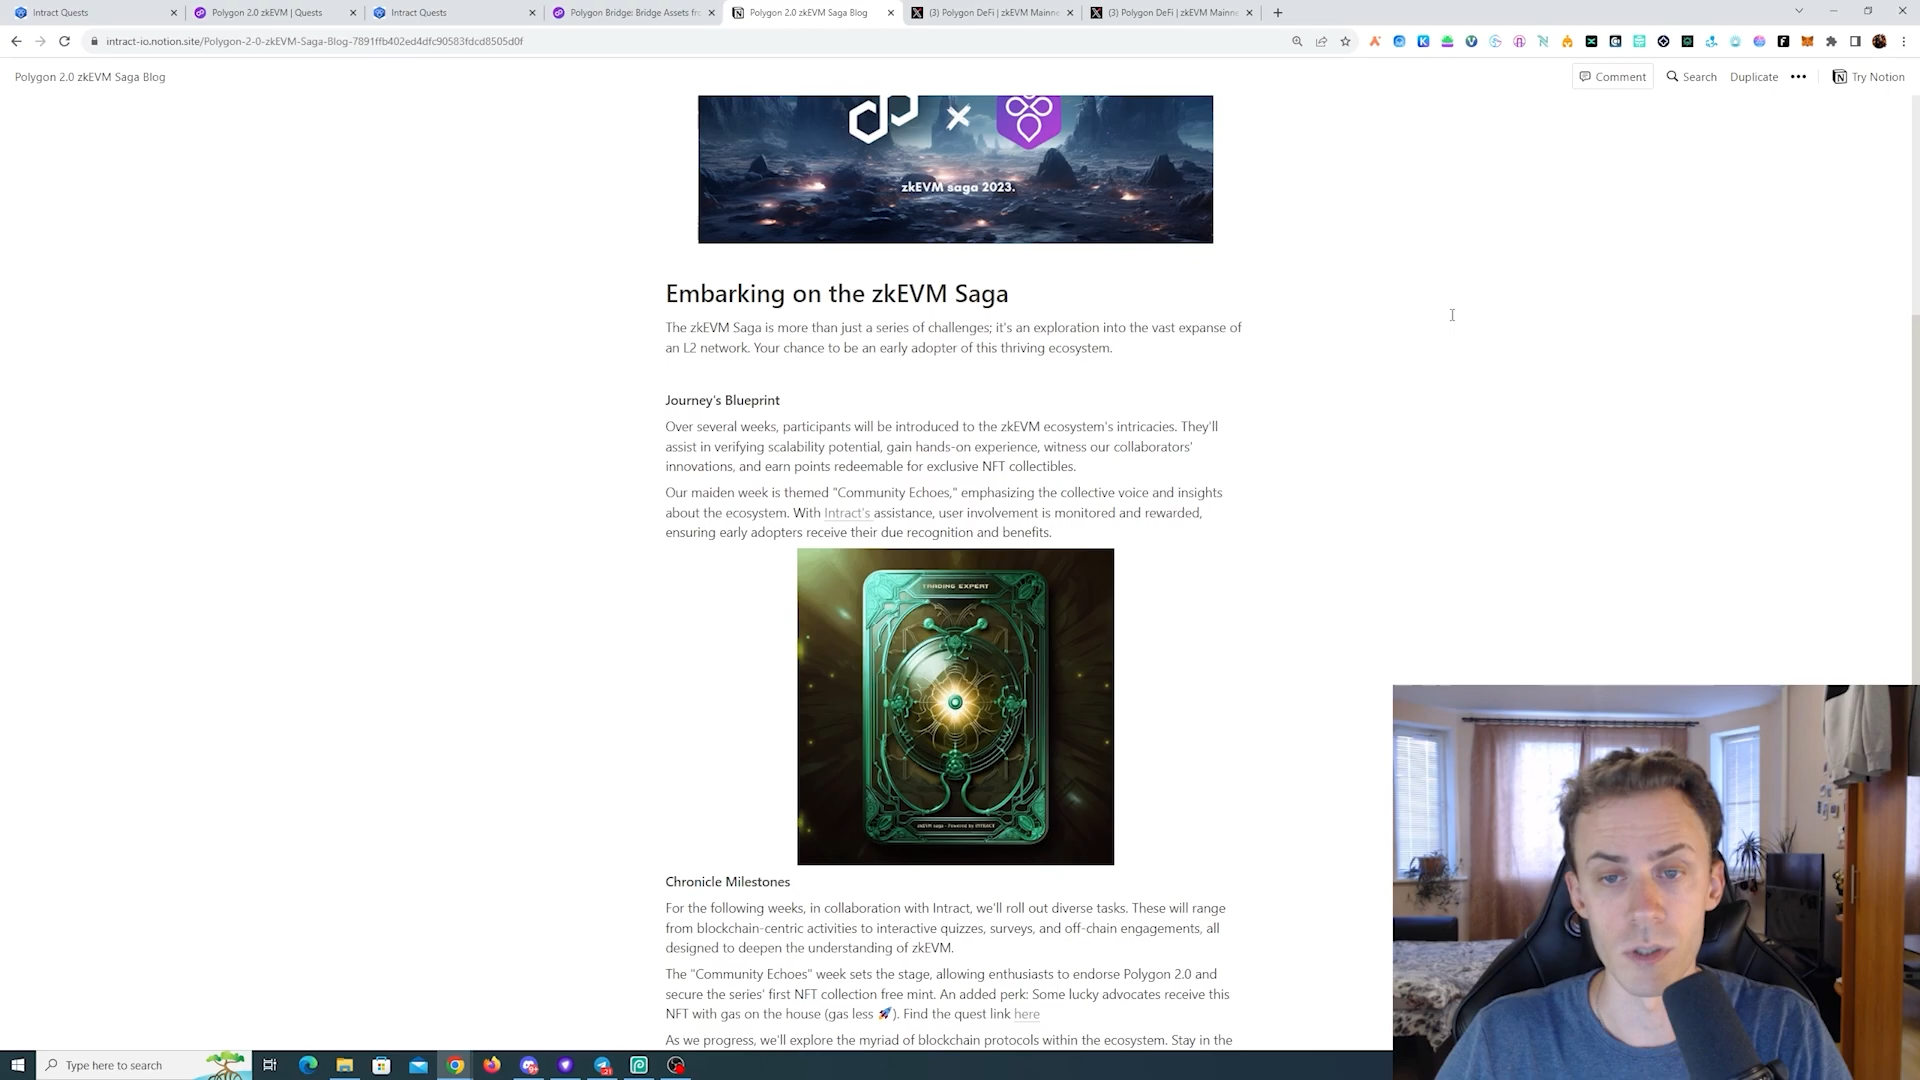 Intract Quests
Polygon 2.0 zkEVM | Quests
Intract Quests
Polygon Bridge: Bridge Assets fro
Polygon 2.0 zkEVM Saga Blog
(3) Polygon DeFi | zkEVM Mainne
(3) Polygon DeFi | zkEVM Mainne
intract-io.notion.site/Polygon-2-0-zkEVM-Saga-Blog-7891ffb402ed4dfc90583fdcd8505d0f
Polygon 2.0 zkEVM Saga Blog
Comment
Search
Duplicate
Try Notion
zkEVM saga 2023.
Embarking on the zkEVM Saga
The zkEVM Saga is more than just a series of challenges; it's an exploration into the vast expanse of
an L2 network. Your chance to be an early adopter of this thriving ecosystem.
Journey's Blueprint
Over several weeks, participants will be introduced to the zkEVM ecosystem's intricacies. They'll
assist in verifying scalability potential, gain hands-on experience, witness our collaborators'
innovations, and earn points redeemable for exclusive NFT collectibles.
Our maiden week is themed "Community Echoes," emphasizing the collective voice and insights
about the ecosystem. With Intract's assistance, user involvement is monitored and rewarded,
ensuring early adopters receive their due recognition and benefits.
TRADING EXPERT
zkEVM saga - Powered by INTRACT
Chronicle Milestones
For the following weeks, in collaboration with Intract, we'll roll out diverse tasks. These will range
from blockchain-centric activities to interactive quizzes, surveys, and off-chain engagements, all
designed to deepen the understanding of zkEVM.
The "Community Echoes" week sets the stage, allowing enthusiasts to endorse Polygon 2.0 and
secure the series' first NFT collection free mint. An added perk: Some lucky advocates receive this
NFT with gas on the house (gas less 🚀). Find the quest link here
As we progress, we'll explore the myriad of blockchain protocols within the ecosystem. Stay in the
Type here to search